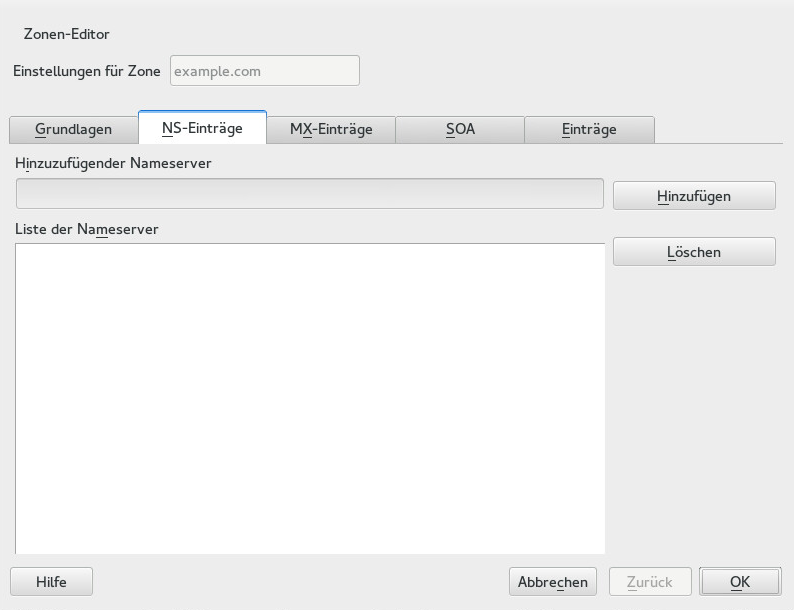 Zonen-Editor
Einstellungen für Zone example.com
Grundlagen NS-Einträge MX-Einträge SOA Einträge
Hinzuzufügender Nameserver
Hinzufügen
Liste der Nameserver
Löschen
Hilfe Abbrechen Zurück OK